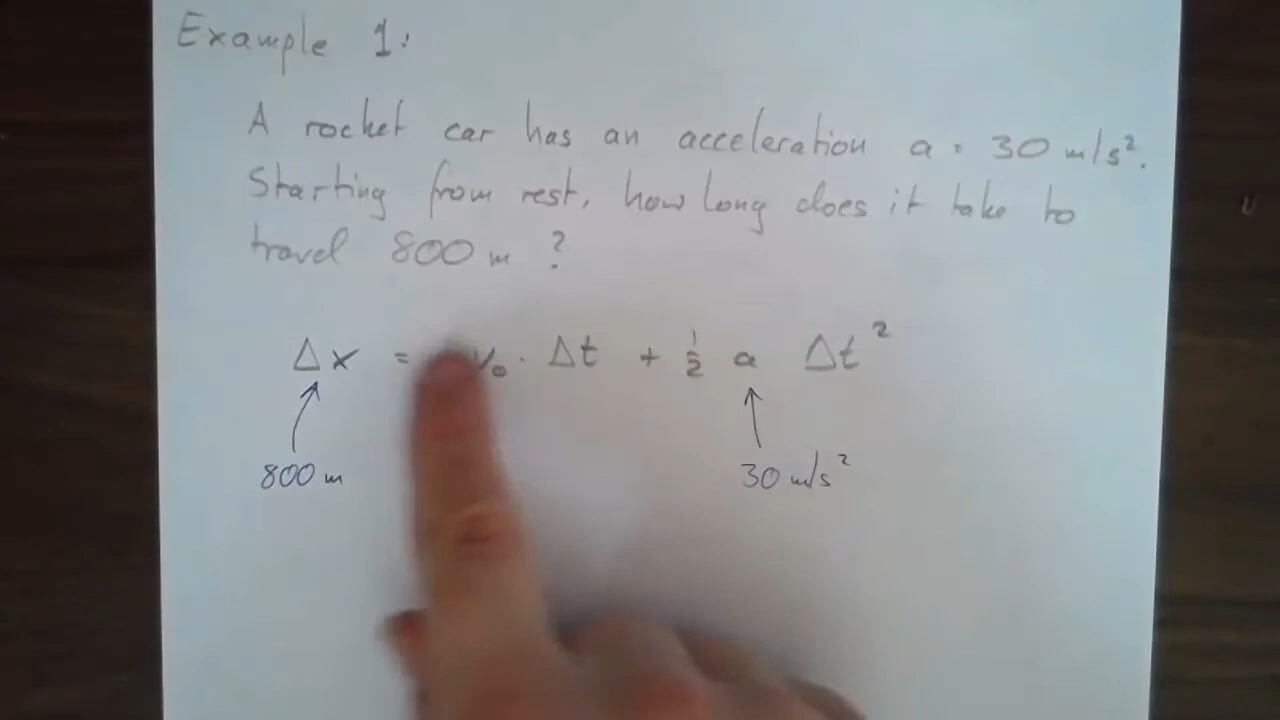 Example 1:
A rocket car has an acceleration a = 30 m/s².
Starting from rest, how long does it take to
travel 800 m ?
Δx = v₀ · Δt + ½ a Δt²
800 m 30 m/s²